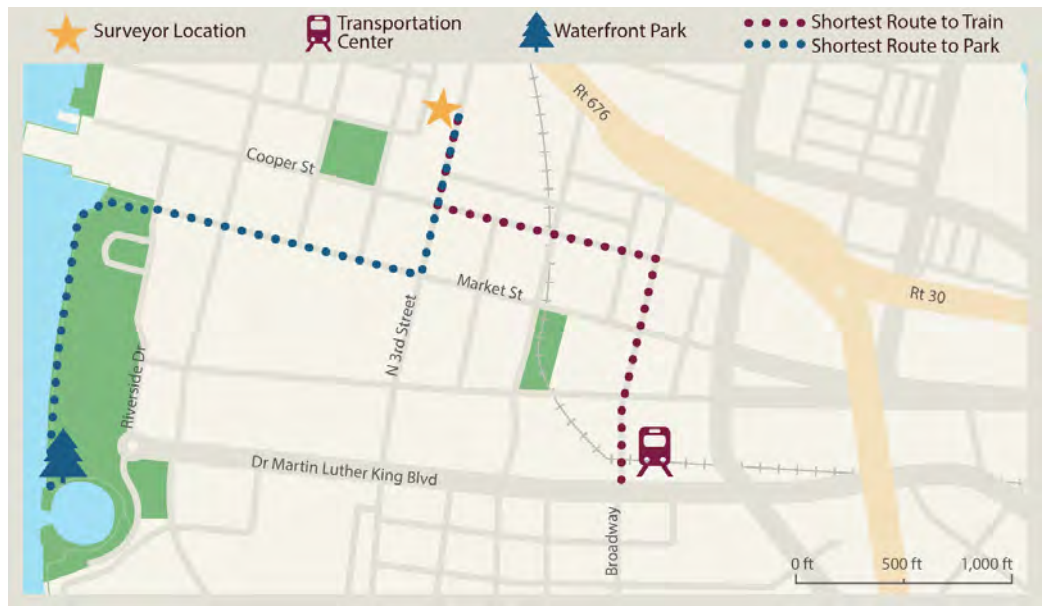 Surveyor Location
Transportation
Center
Waterfront Park
Shortest Route to Train
Shortest Route to Park
Rt 676
Cooper St
Market St
Rt 30
N 3rd Street
Riverside Dr
Dr Martin Luther King Blvd
Broadway
0 ft
500 ft
1,000 ft